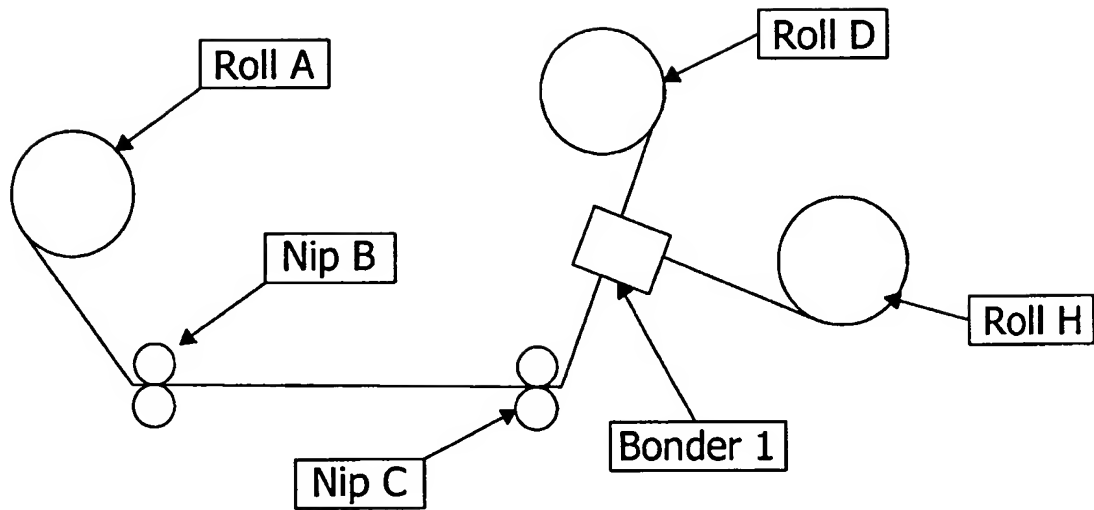 Roll D
Roll A
Nip B
Roll H
Bonder 1
Nip C